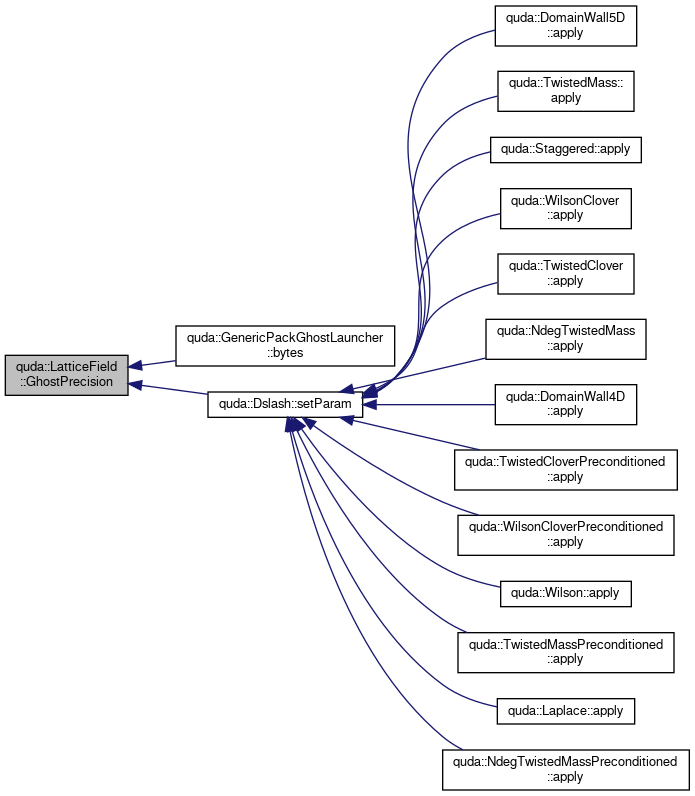 quda::DomainWall5D
::apply
quda::TwistedMass::
apply
quda::Staggered::apply
quda::WilsonClover
::apply
quda::TwistedClover
::apply
quda::GenericPackGhostLauncher
::bytes
quda::NdegTwistedMass
::apply
quda::LatticeField
::GhostPrecision
quda::Dslash::setParam
quda::DomainWall4D
::apply
quda::TwistedCloverPreconditioned
::apply
quda::WilsonCloverPreconditioned
::apply
quda::Wilson::apply
quda::TwistedMassPreconditioned
::apply
quda::Laplace::apply
quda::NdegTwistedMassPreconditioned
::apply